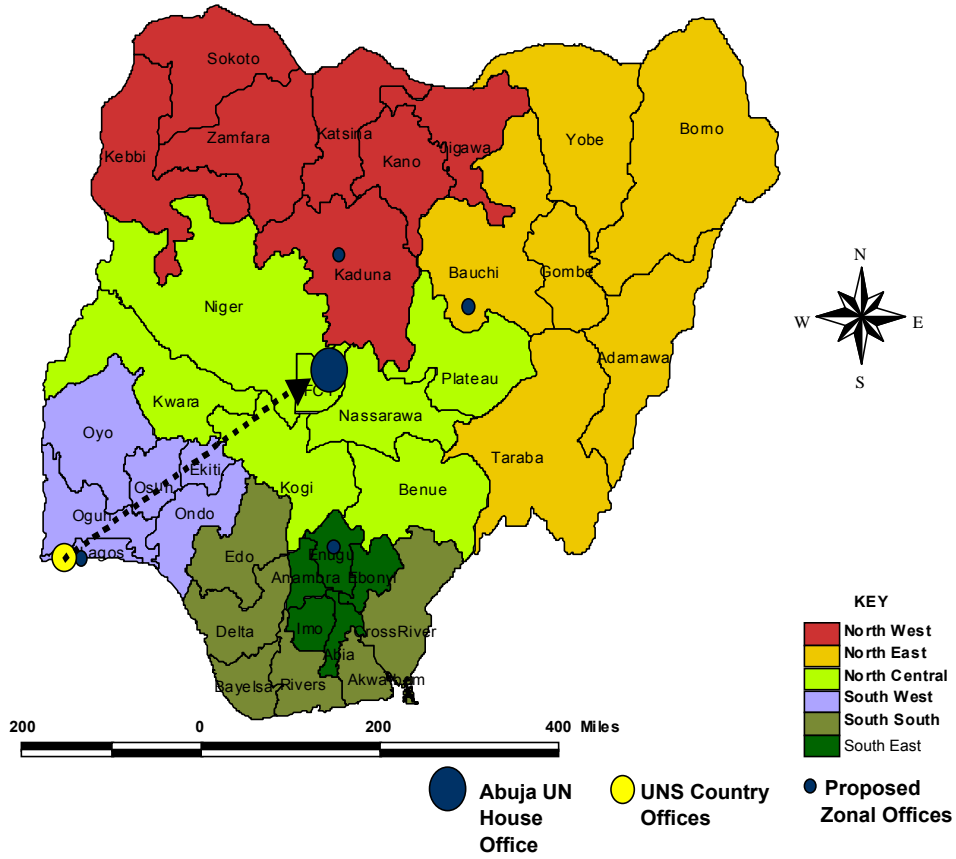 Sokoto
Zamfara
Katsina
Kebbi
Kano
Jigawa
Yobe
Borno
Kaduna
Bauchi
Gombe
Niger
Adamawa
Plateau
FCT
Kwara
Nassarawa
Oyo
Taraba
Ekiti
Osun
Kogi
Benue
Ogun
Ondo
Lagos
Edo
Enugu
Anambra
Ebonyi
Delta
Imo
CrossRiver
Abia
Bayelsa
Rivers
AkwaIbom
N
W
E
S
KEY
North West
North East
North Central
South West
South South
South East
200 0 200 400 Miles
Abuja UN
House
Office
UNS Country
Offices
Proposed
Zonal Offices